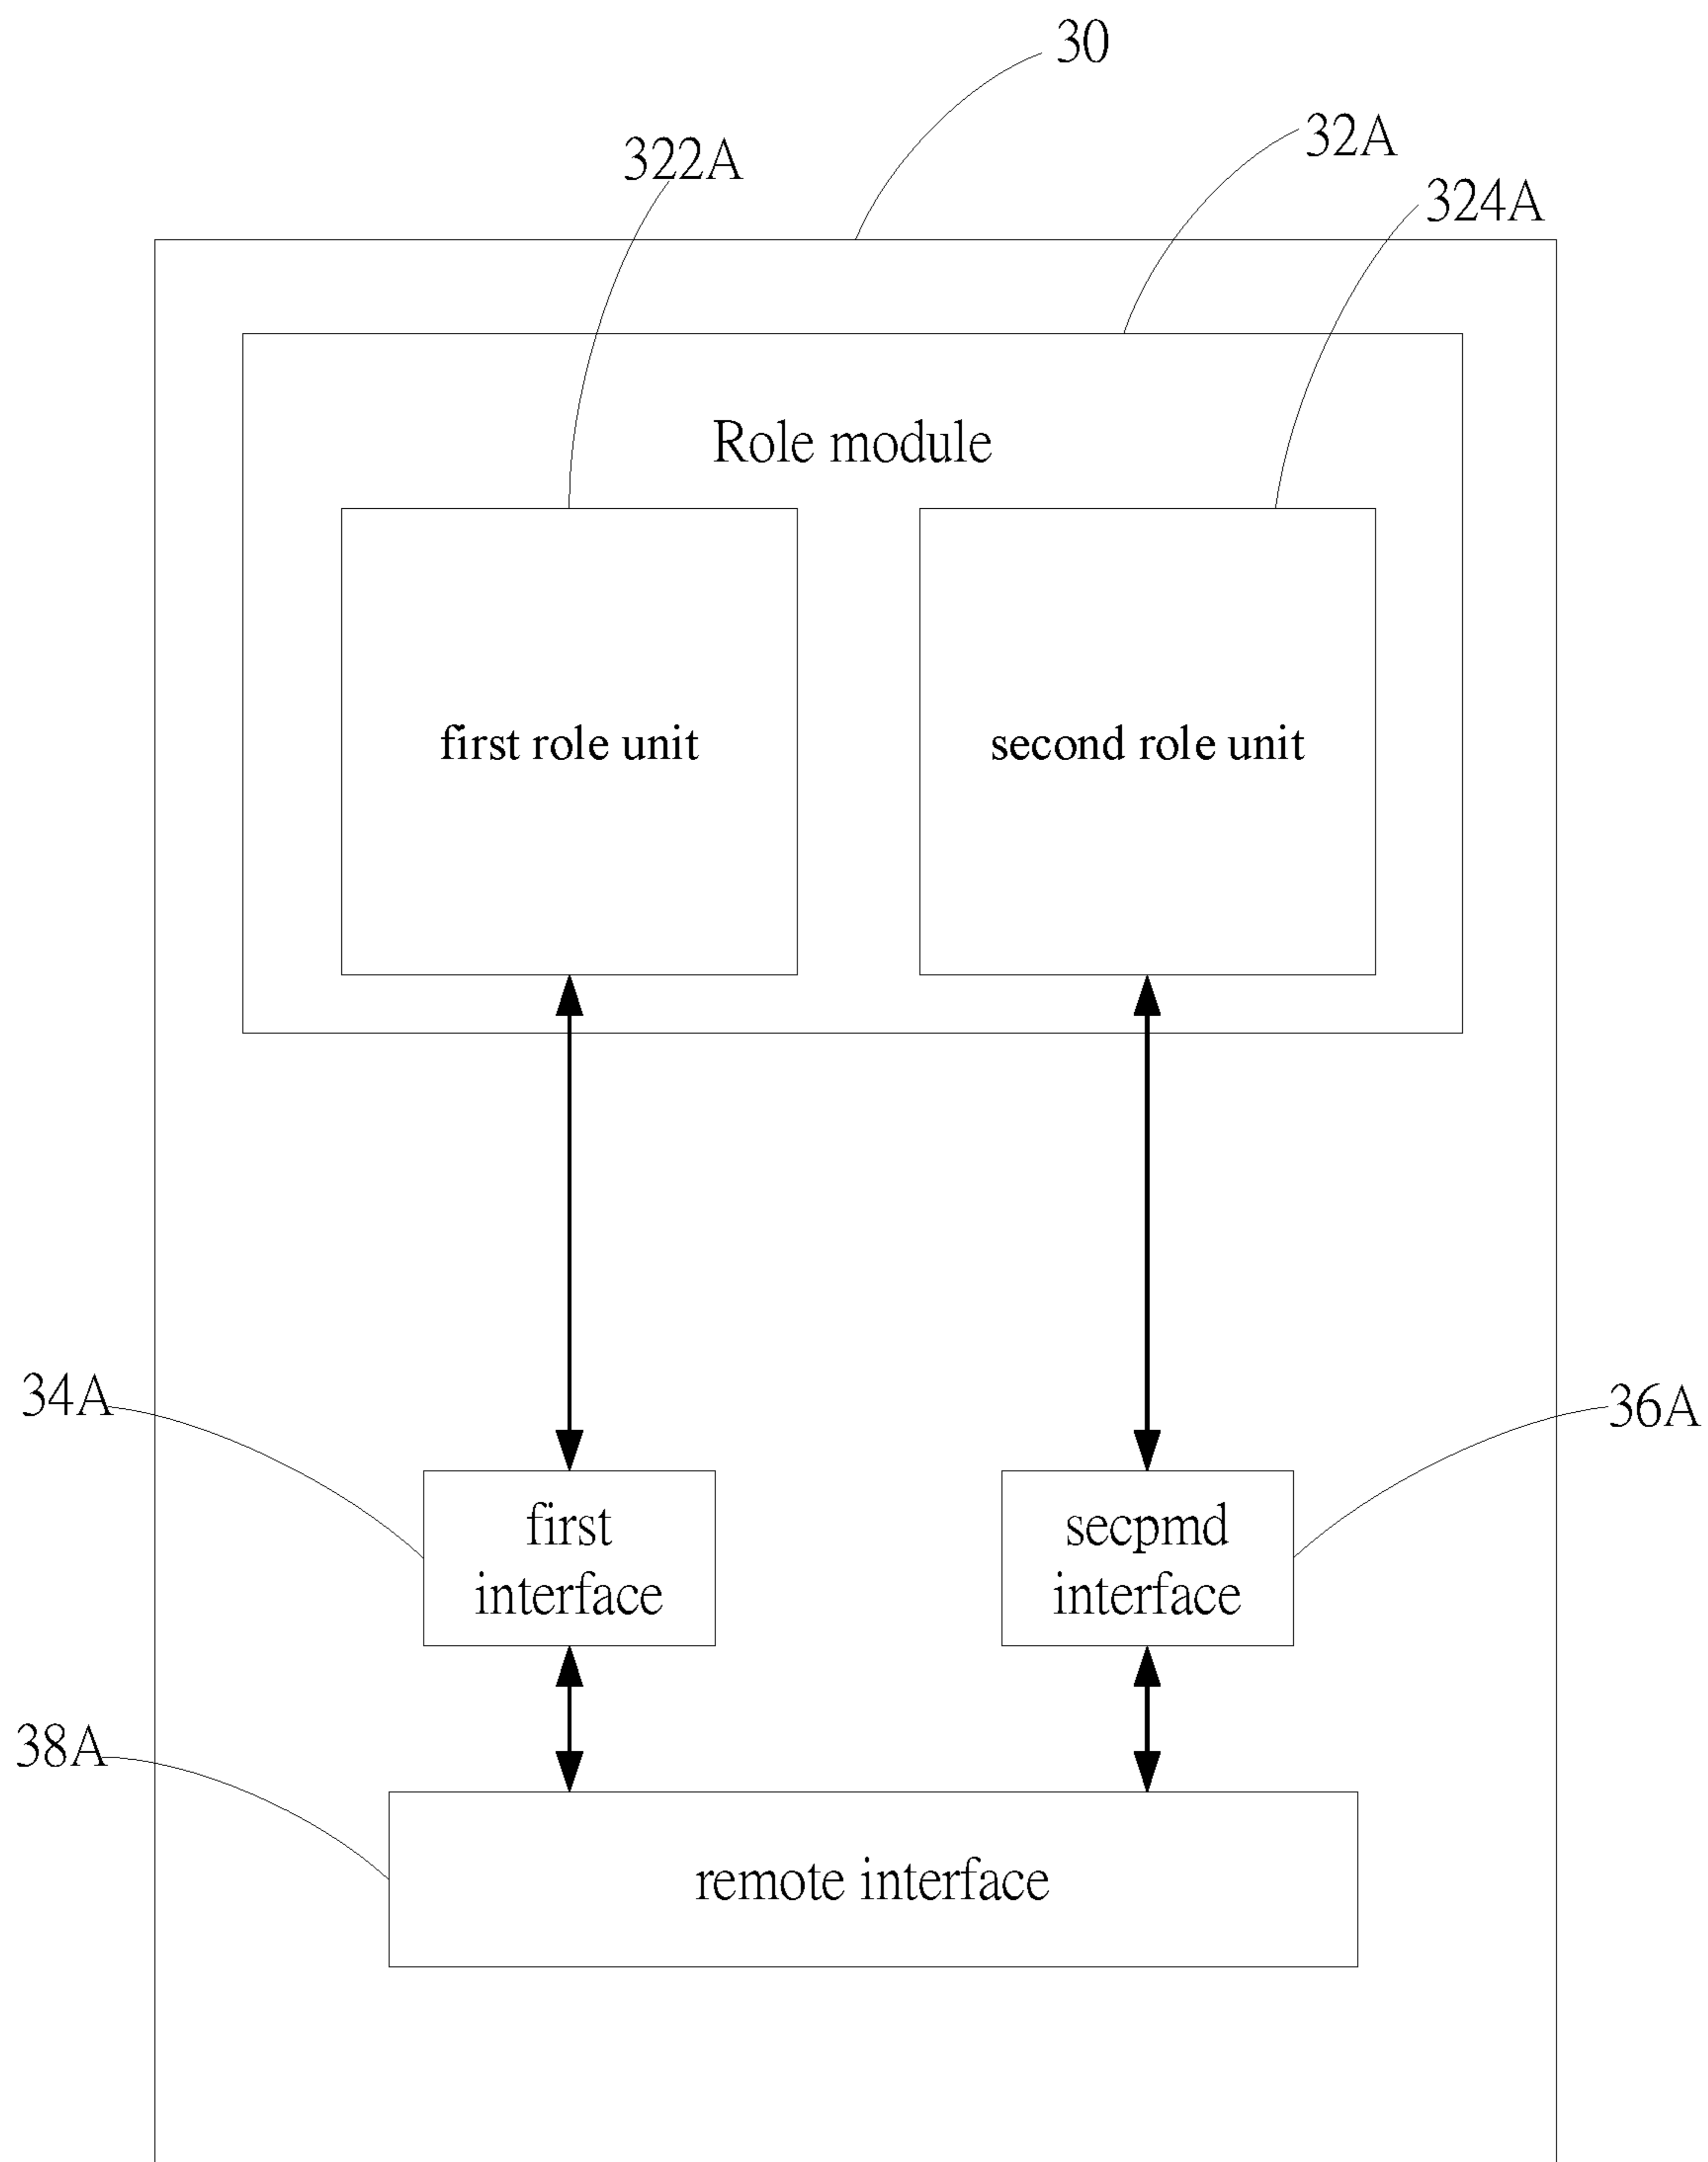 30
32A
322A
324A
Role module
first role unit
second role unit
34A
36A
first
interface
secpmd
interface
38A
remote interface